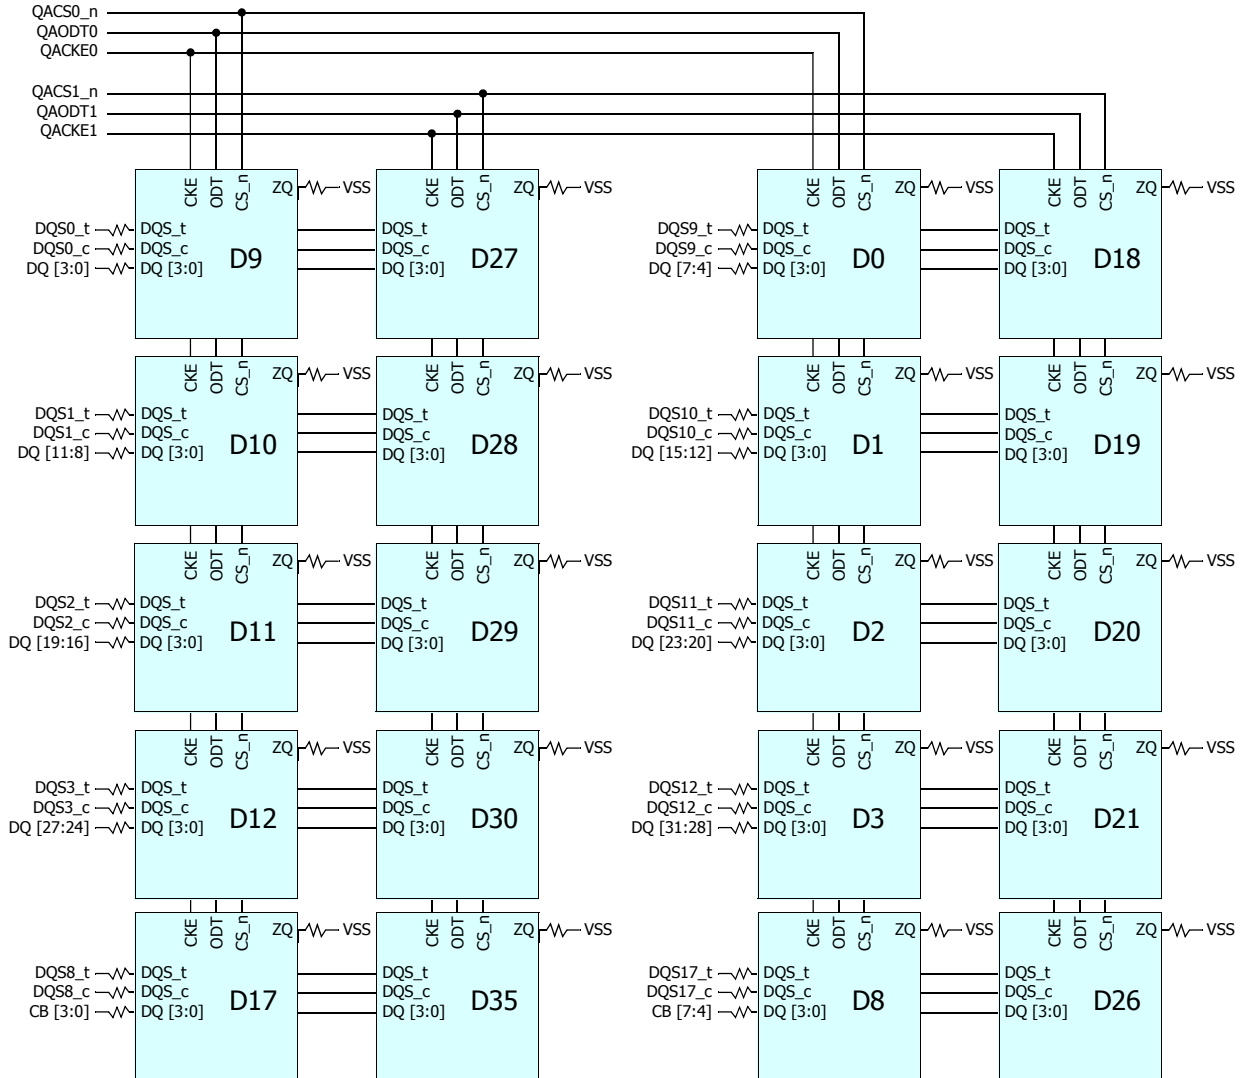 QACS0_n
QAODT0
QACKE0
QACS1_n
QAODT1
QACKE1
CKE ODT CS_n ZQ VSS CKE ODT CS_n ZQ VSS CKE ODT CS_n ZQ VSS CKE ODT CS_n ZQ VSS
DQS0_t DQS_t DQS_t DQS9_t DQS_t DQS_t
DQS0_c DQS_c DQS_c DQS9_c DQS_c DQS_c
DQ [3:0] DQ [3:0] D9 DQ [3:0] D27 DQ [7:4] DQ [3:0] D0 DQ [3:0] D18
CKE ODT CS_n ZQ VSS CKE ODT CS_n ZQ VSS CKE ODT CS_n ZQ VSS CKE ODT CS_n ZQ VSS
DQS1_t DQS_t DQS_t DQS10_t DQS_t DQS_t
DQS1_c DQS_c DQS_c DQS10_c DQS_c DQS_c
DQ [11:8] DQ [3:0] D10 DQ [3:0] D28 DQ [15:12] DQ [3:0] D1 DQ [3:0] D19
CKE ODT CS_n ZQ VSS CKE ODT CS_n ZQ VSS CKE ODT CS_n ZQ VSS CKE ODT CS_n ZQ VSS
DQS2_t DQS_t DQS_t DQS11_t DQS_t DQS_t
DQS2_c DQS_c DQS_c DQS11_c DQS_c DQS_c
DQ [19:16] DQ [3:0] D11 DQ [3:0] D29 DQ [23:20] DQ [3:0] D2 DQ [3:0] D20
CKE ODT CS_n ZQ VSS CKE ODT CS_n ZQ VSS CKE ODT CS_n ZQ VSS CKE ODT CS_n ZQ VSS
DQS3_t DQS_t DQS_t DQS12_t DQS_t DQS_t
DQS3_c DQS_c DQS_c DQS12_c DQS_c DQS_c
DQ [27:24] DQ [3:0] D12 DQ [3:0] D30 DQ [31:28] DQ [3:0] D3 DQ [3:0] D21
CKE ODT CS_n ZQ VSS CKE ODT CS_n ZQ VSS CKE ODT CS_n ZQ VSS CKE ODT CS_n ZQ VSS
DQS8_t DQS_t DQS_t DQS17_t DQS_t DQS_t
DQS8_c DQS_c DQS_c DQS17_c DQS_c DQS_c
CB [3:0] DQ [3:0] D17 DQ [3:0] D35 CB [7:4] DQ [3:0] D8 DQ [3:0] D26